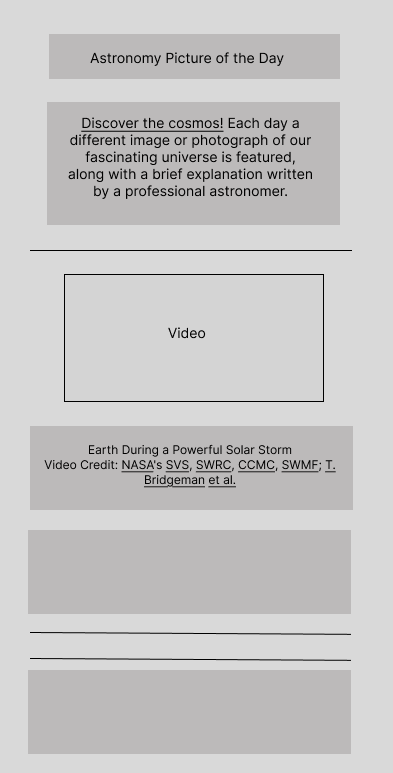 Astronomy Picture of the Day
Discover the cosmos! Each day a
different image or photograph of our
fascinating universe is featured,
along with a brief explanation written
by a professional astronomer.
Video
Earth During a Powerful Solar Storm
Video Credit: NASA's SVS, SWRC, CCMC, SWMF; T.
Bridgeman et al.